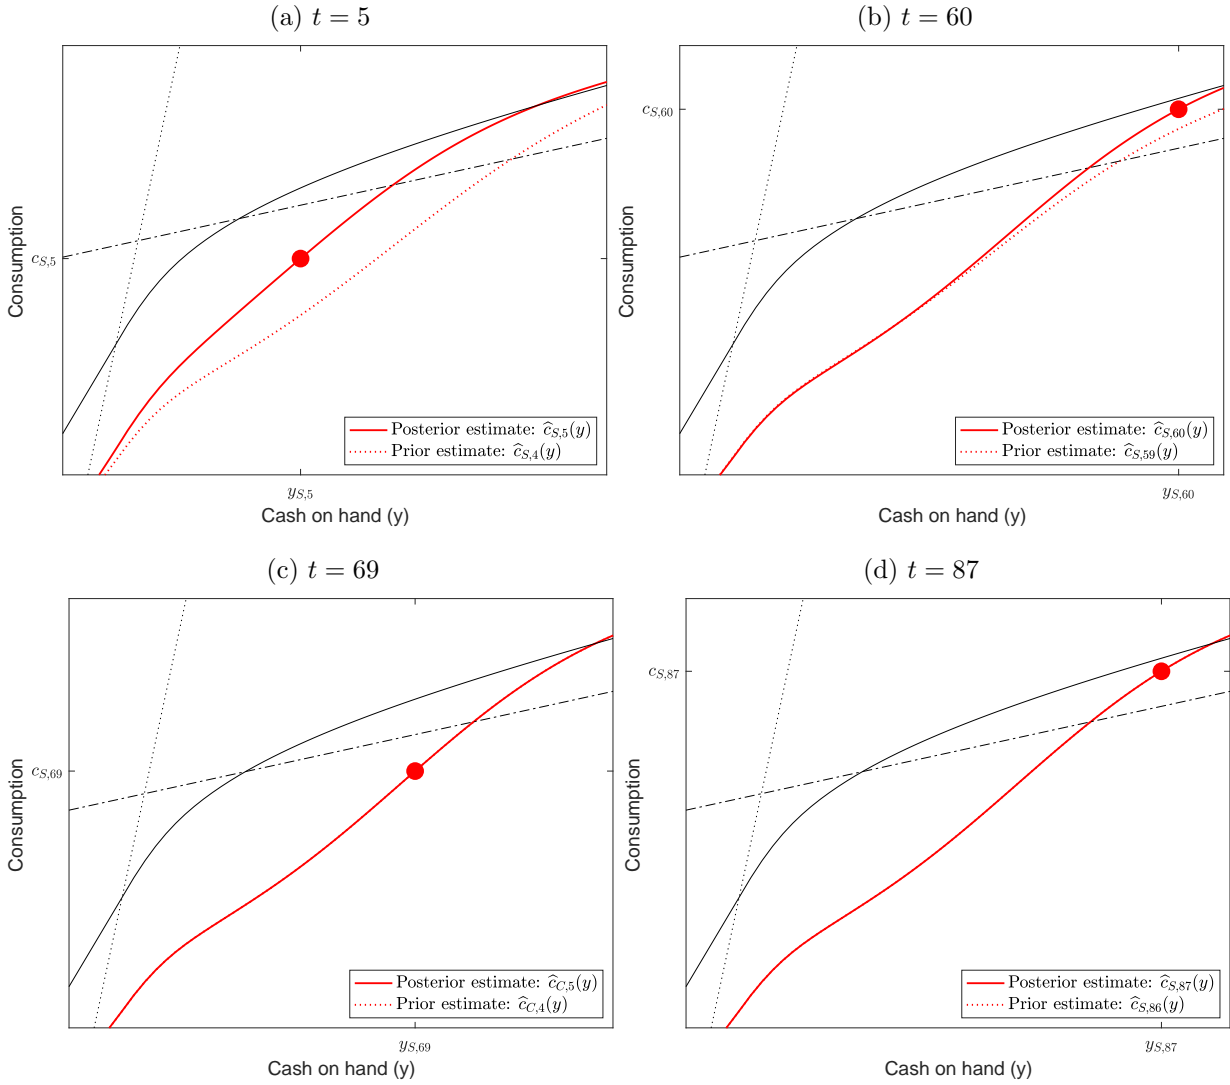 (a) t = 5
Consumption
c_{S,5}
Posterior estimate: ĉ_{S,5}(y)
Prior estimate: ĉ_{S,4}(y)
y_{S,5}
Cash on hand (y)
(b) t = 60
Consumption
c_{S,60}
Posterior estimate: ĉ_{S,60}(y)
Prior estimate: ĉ_{S,59}(y)
y_{S,60}
Cash on hand (y)
(c) t = 69
Consumption
c_{S,69}
Posterior estimate: ĉ_{C,5}(y)
Prior estimate: ĉ_{C,4}(y)
y_{S,69}
Cash on hand (y)
(d) t = 87
Consumption
c_{S,87}
Posterior estimate: ĉ_{S,87}(y)
Prior estimate: ĉ_{S,86}(y)
y_{S,87}
Cash on hand (y)